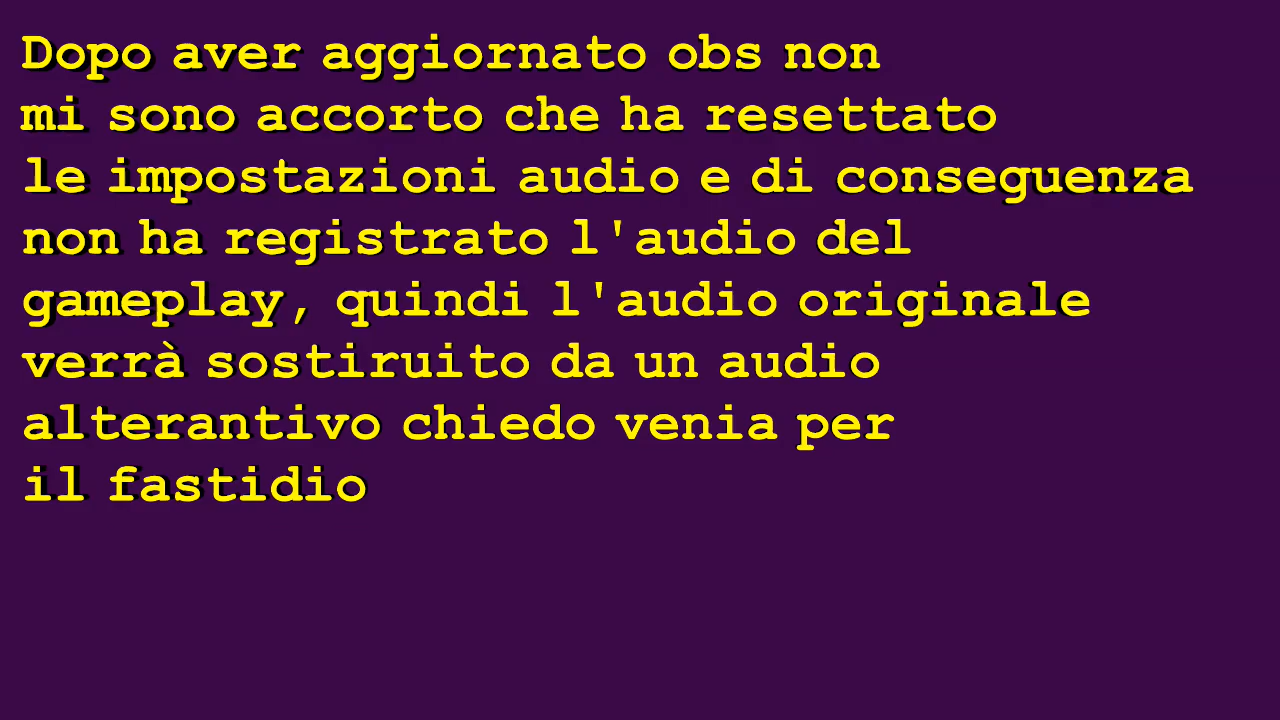 Dopo aver aggiornato obs non
mi sono accorto che ha resettato
le impostazioni audio e di conseguenza
non ha registrato l'audio del
gameplay, quindi l'audio originale
verrà sostiruito da un audio
alterantivo chiedo venia per
il fastidio